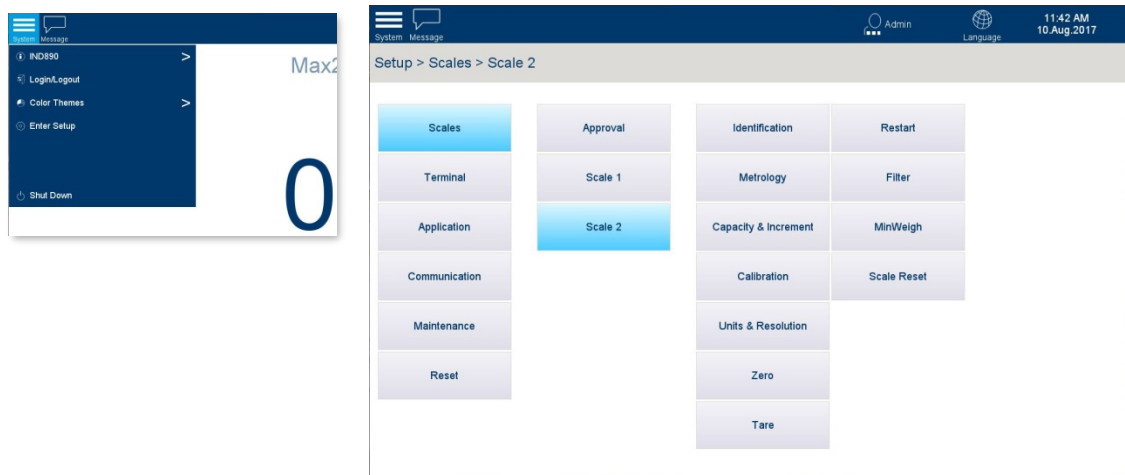 System Message
IND890 >
Login/Logout
Color Themes >
Enter Setup
Shut Down
Max2
0
System Message
Admin
Language
11:42 AM
10.Aug.2017
Setup > Scales > Scale 2
Scales Approval Identification Restart
Terminal Scale 1 Metrology Filter
Application Scale 2 Capacity & Increment MinWeigh
Communication Calibration Scale Reset
Maintenance Units & Resolution
Reset Zero
Tare